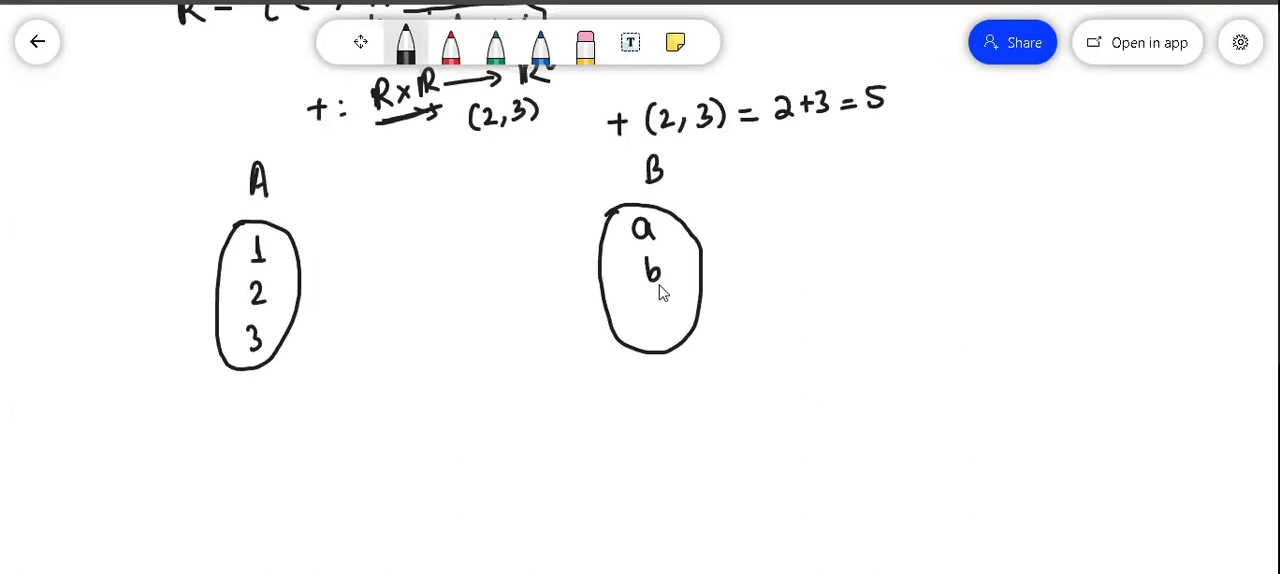 R =
Share
Open in app
+ : R×R → R
(2,3) + (2,3) = 2+3 = 5
A B
1 a
2 b
3